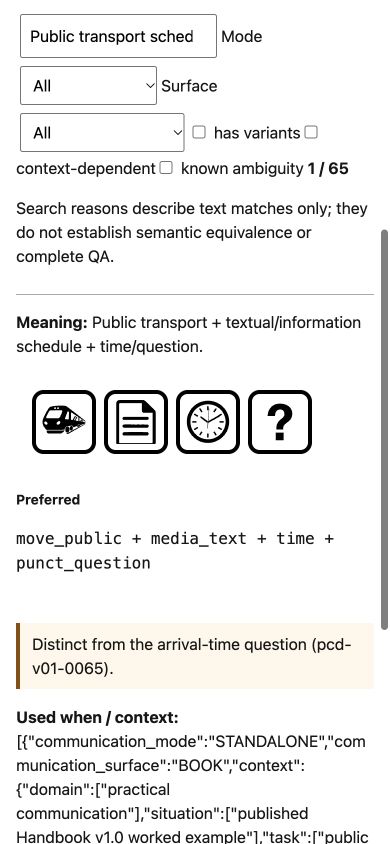 Public transport sched Mode
All Surface
All has variants
context-dependent known ambiguity 1 / 65
Search reasons describe text matches only; they
do not establish semantic equivalence or
complete QA.
Meaning: Public transport + textual/information
schedule + time/question.
?
Preferred
move_public + media_text + time +
punct_question
Distinct from the arrival-time question (pcd-
v01-0065).
Used when / context:
[{"communication_mode":"STANDALONE","com
munication_surface":"BOOK","context":
{"domain":["practical
communication"],"situation":["published
Handbook v1.0 worked example"],"task":["public